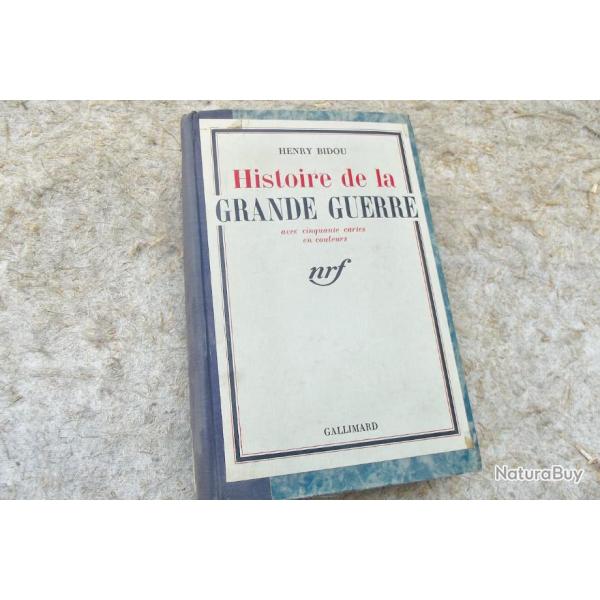 HENRY BIDOU
Histoire de la
GRANDE GUERRE
avec cinquante cartes
en couleurs
nrf
GALLIMARD
NaturaBuy